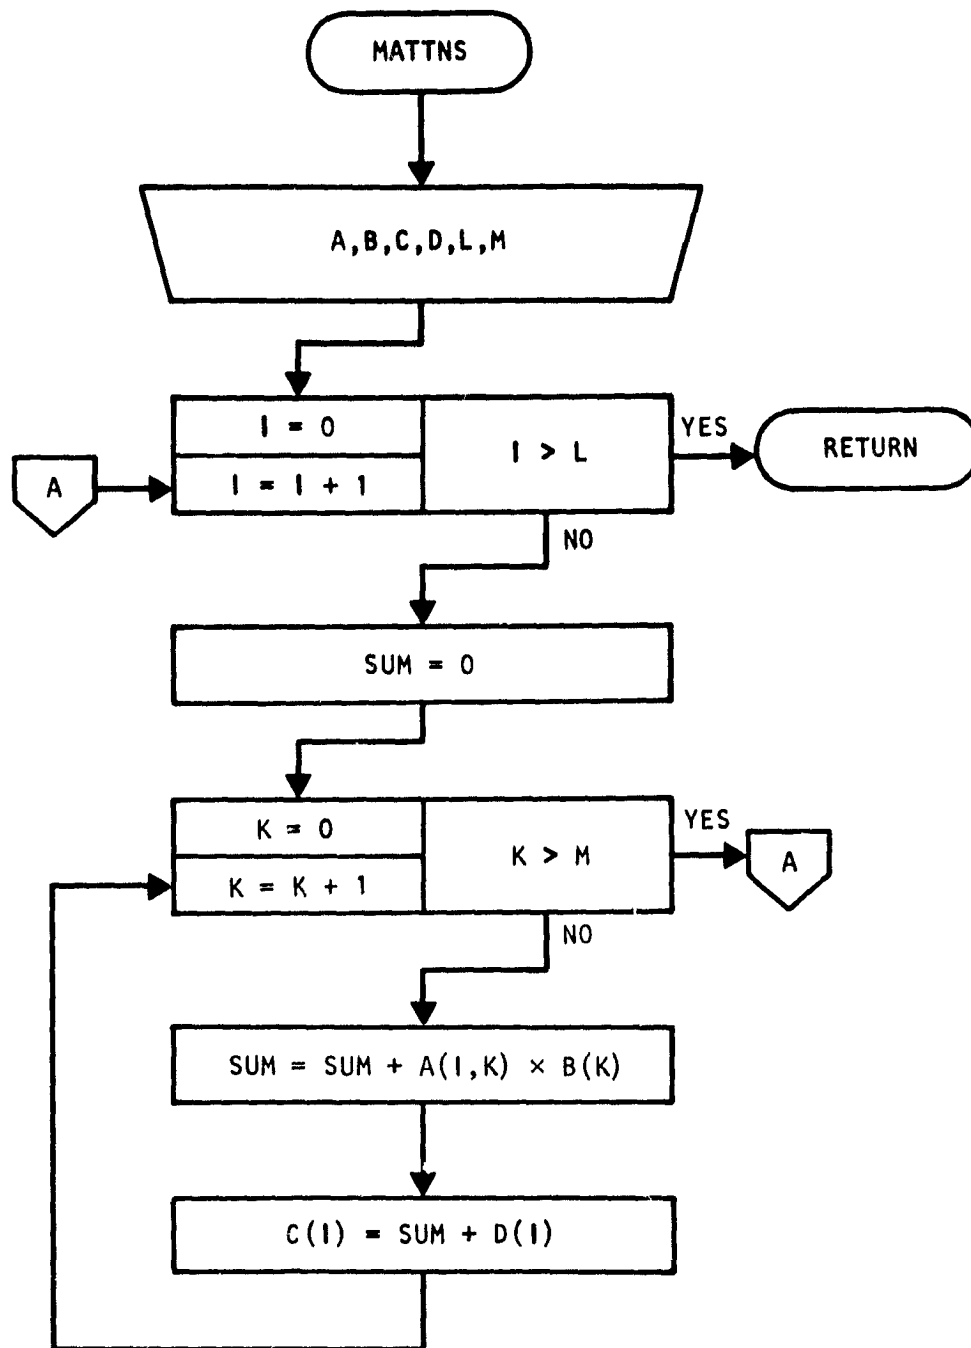 MATTNS
A,B,C,D,L,M
I = 0
I > L
YES
RETURN
A
I = I + 1
NO
SUM = 0
K = 0
K > M
YES
A
K = K + 1
NO
SUM = SUM + A(I,K) × B(K)
C(I) = SUM + D(I)